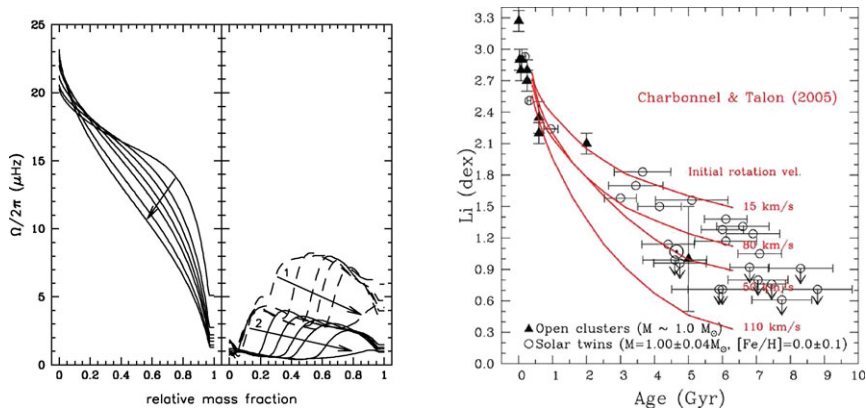 25
20
15
10
5
0
Ω/2π (μHz)
0 0.2 0.4 0.6 0.8 1
0 0.2 0.4 0.6 0.8 1
relative mass fraction
1
2
3.3
3.0
2.7
2.4
2.1
1.8
1.5
1.2
0.9
0.6
0.3
0.0
Li (dex)
Charbonnel & Talon (2005)
Initial rotation vel.
15 km/s
80 km/s
50 km/s
110 km/s
▲ Open clusters (M ~ 1.0 M☉)
○ Solar twins (M=1.00±0.04M☉, [Fe/H]=0.0±0.1)
0 1 2 3 4 5 6 7 8 9 10
Age (Gyr)